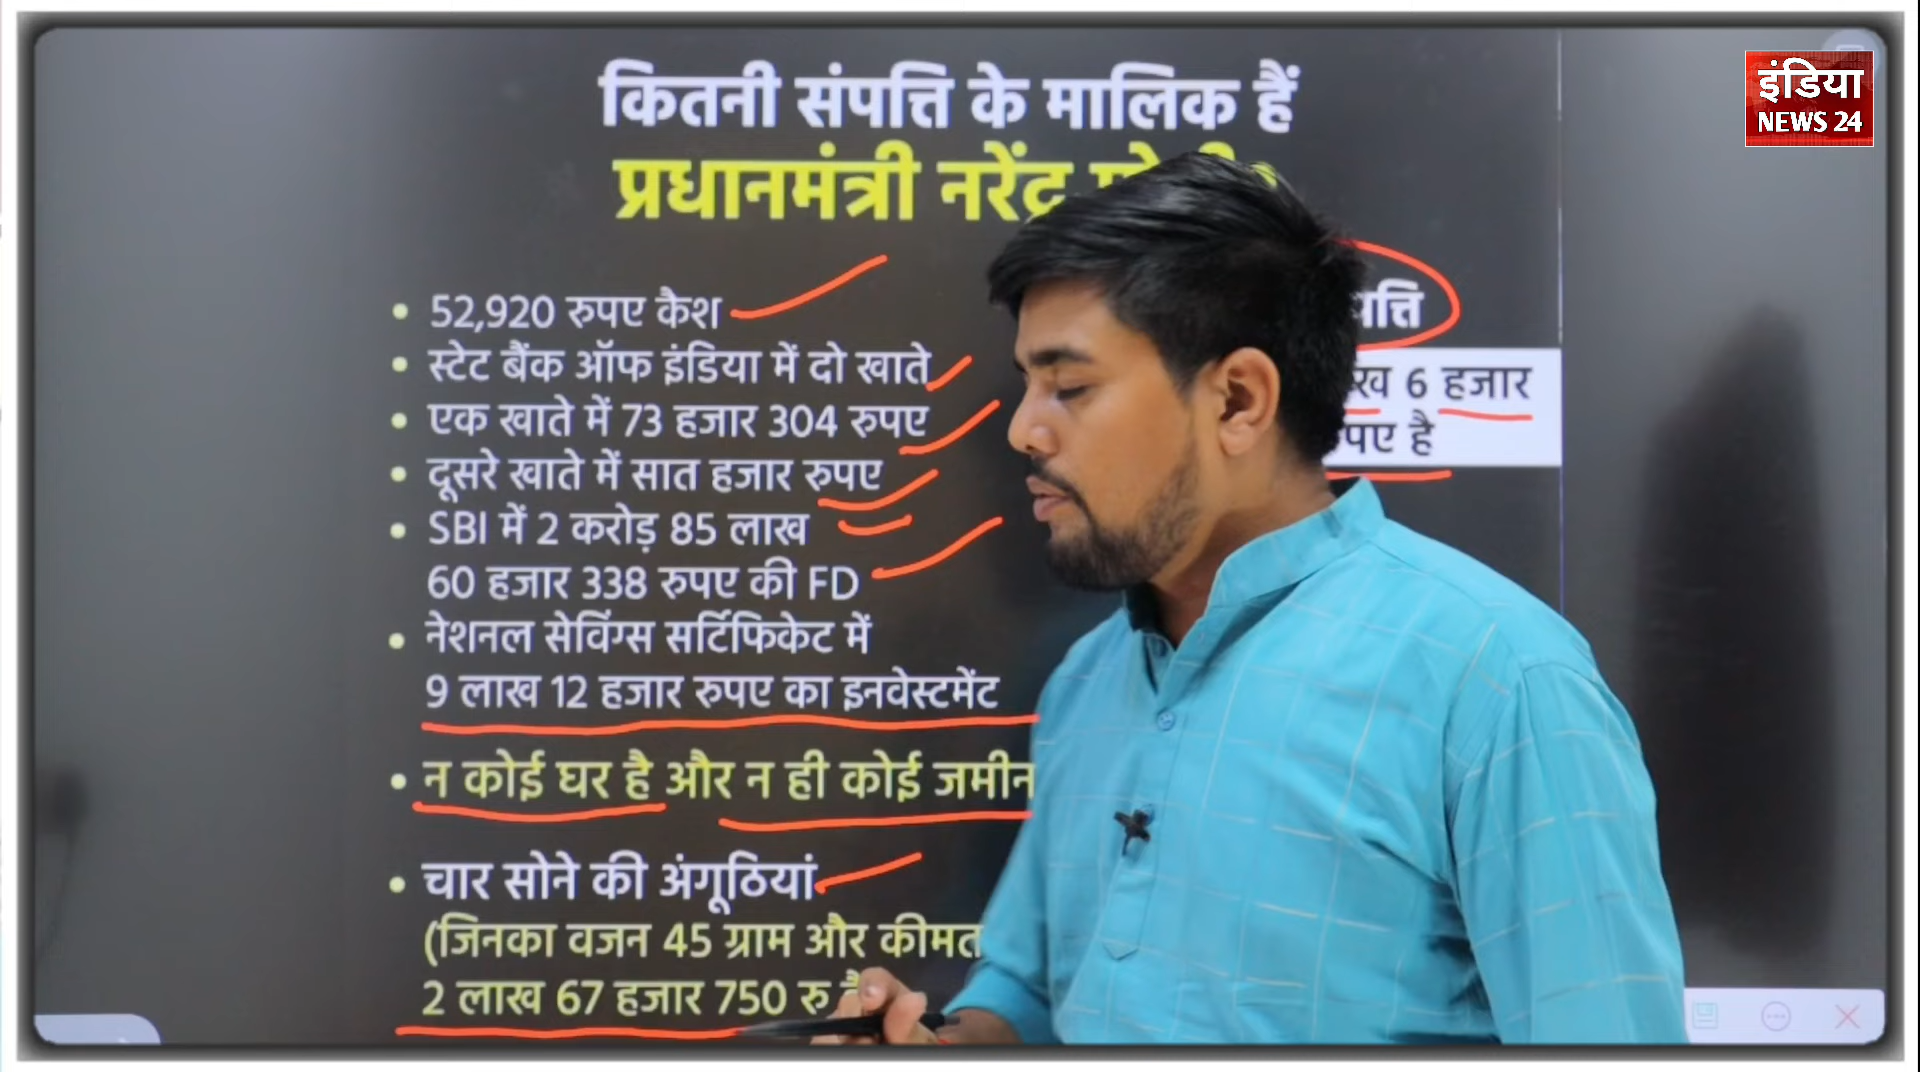 कितनी संपत्ति के मालिक हैं
प्रधानमंत्री नरेंद्र
• 52,920 रुपए कैश
• स्टेट बैंक ऑफ इंडिया में दो खाते
• एक खाते में 73 हजार 304 रुपए
• दूसरे खाते में सात हजार रुपए
• SBI में 2 करोड़ 85 लाख
60 हजार 338 रुपए की FD
• नेशनल सेविंग्स सर्टिफिकेट में
9 लाख 12 हजार रुपए का इनवेस्टमेंट
• न कोई घर है और न ही कोई जमीन
• चार सोने की अंगूठियां
(जिनका वजन 45 ग्राम और कीमत
2 लाख 67 हजार 750 रु
6 हजार
है
इंडिया
NEWS 24